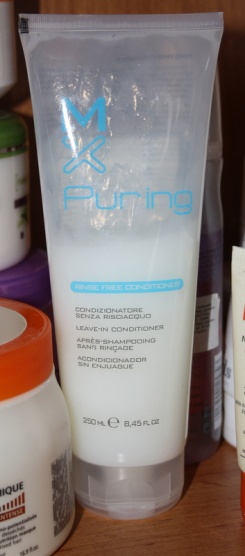 M
X
Puring
RINSE FREE CONDITIONER
CONDIZIONATORE
SENZA RISCIACQUO
LEAVE-IN CONDITIONER
APRÈS-SHAMPOOING
SANS RINÇAGE
ACONDICIONADOR
SIN ENJUAGUE
250 ML ℮ 8,45 FL. OZ
NIQUE